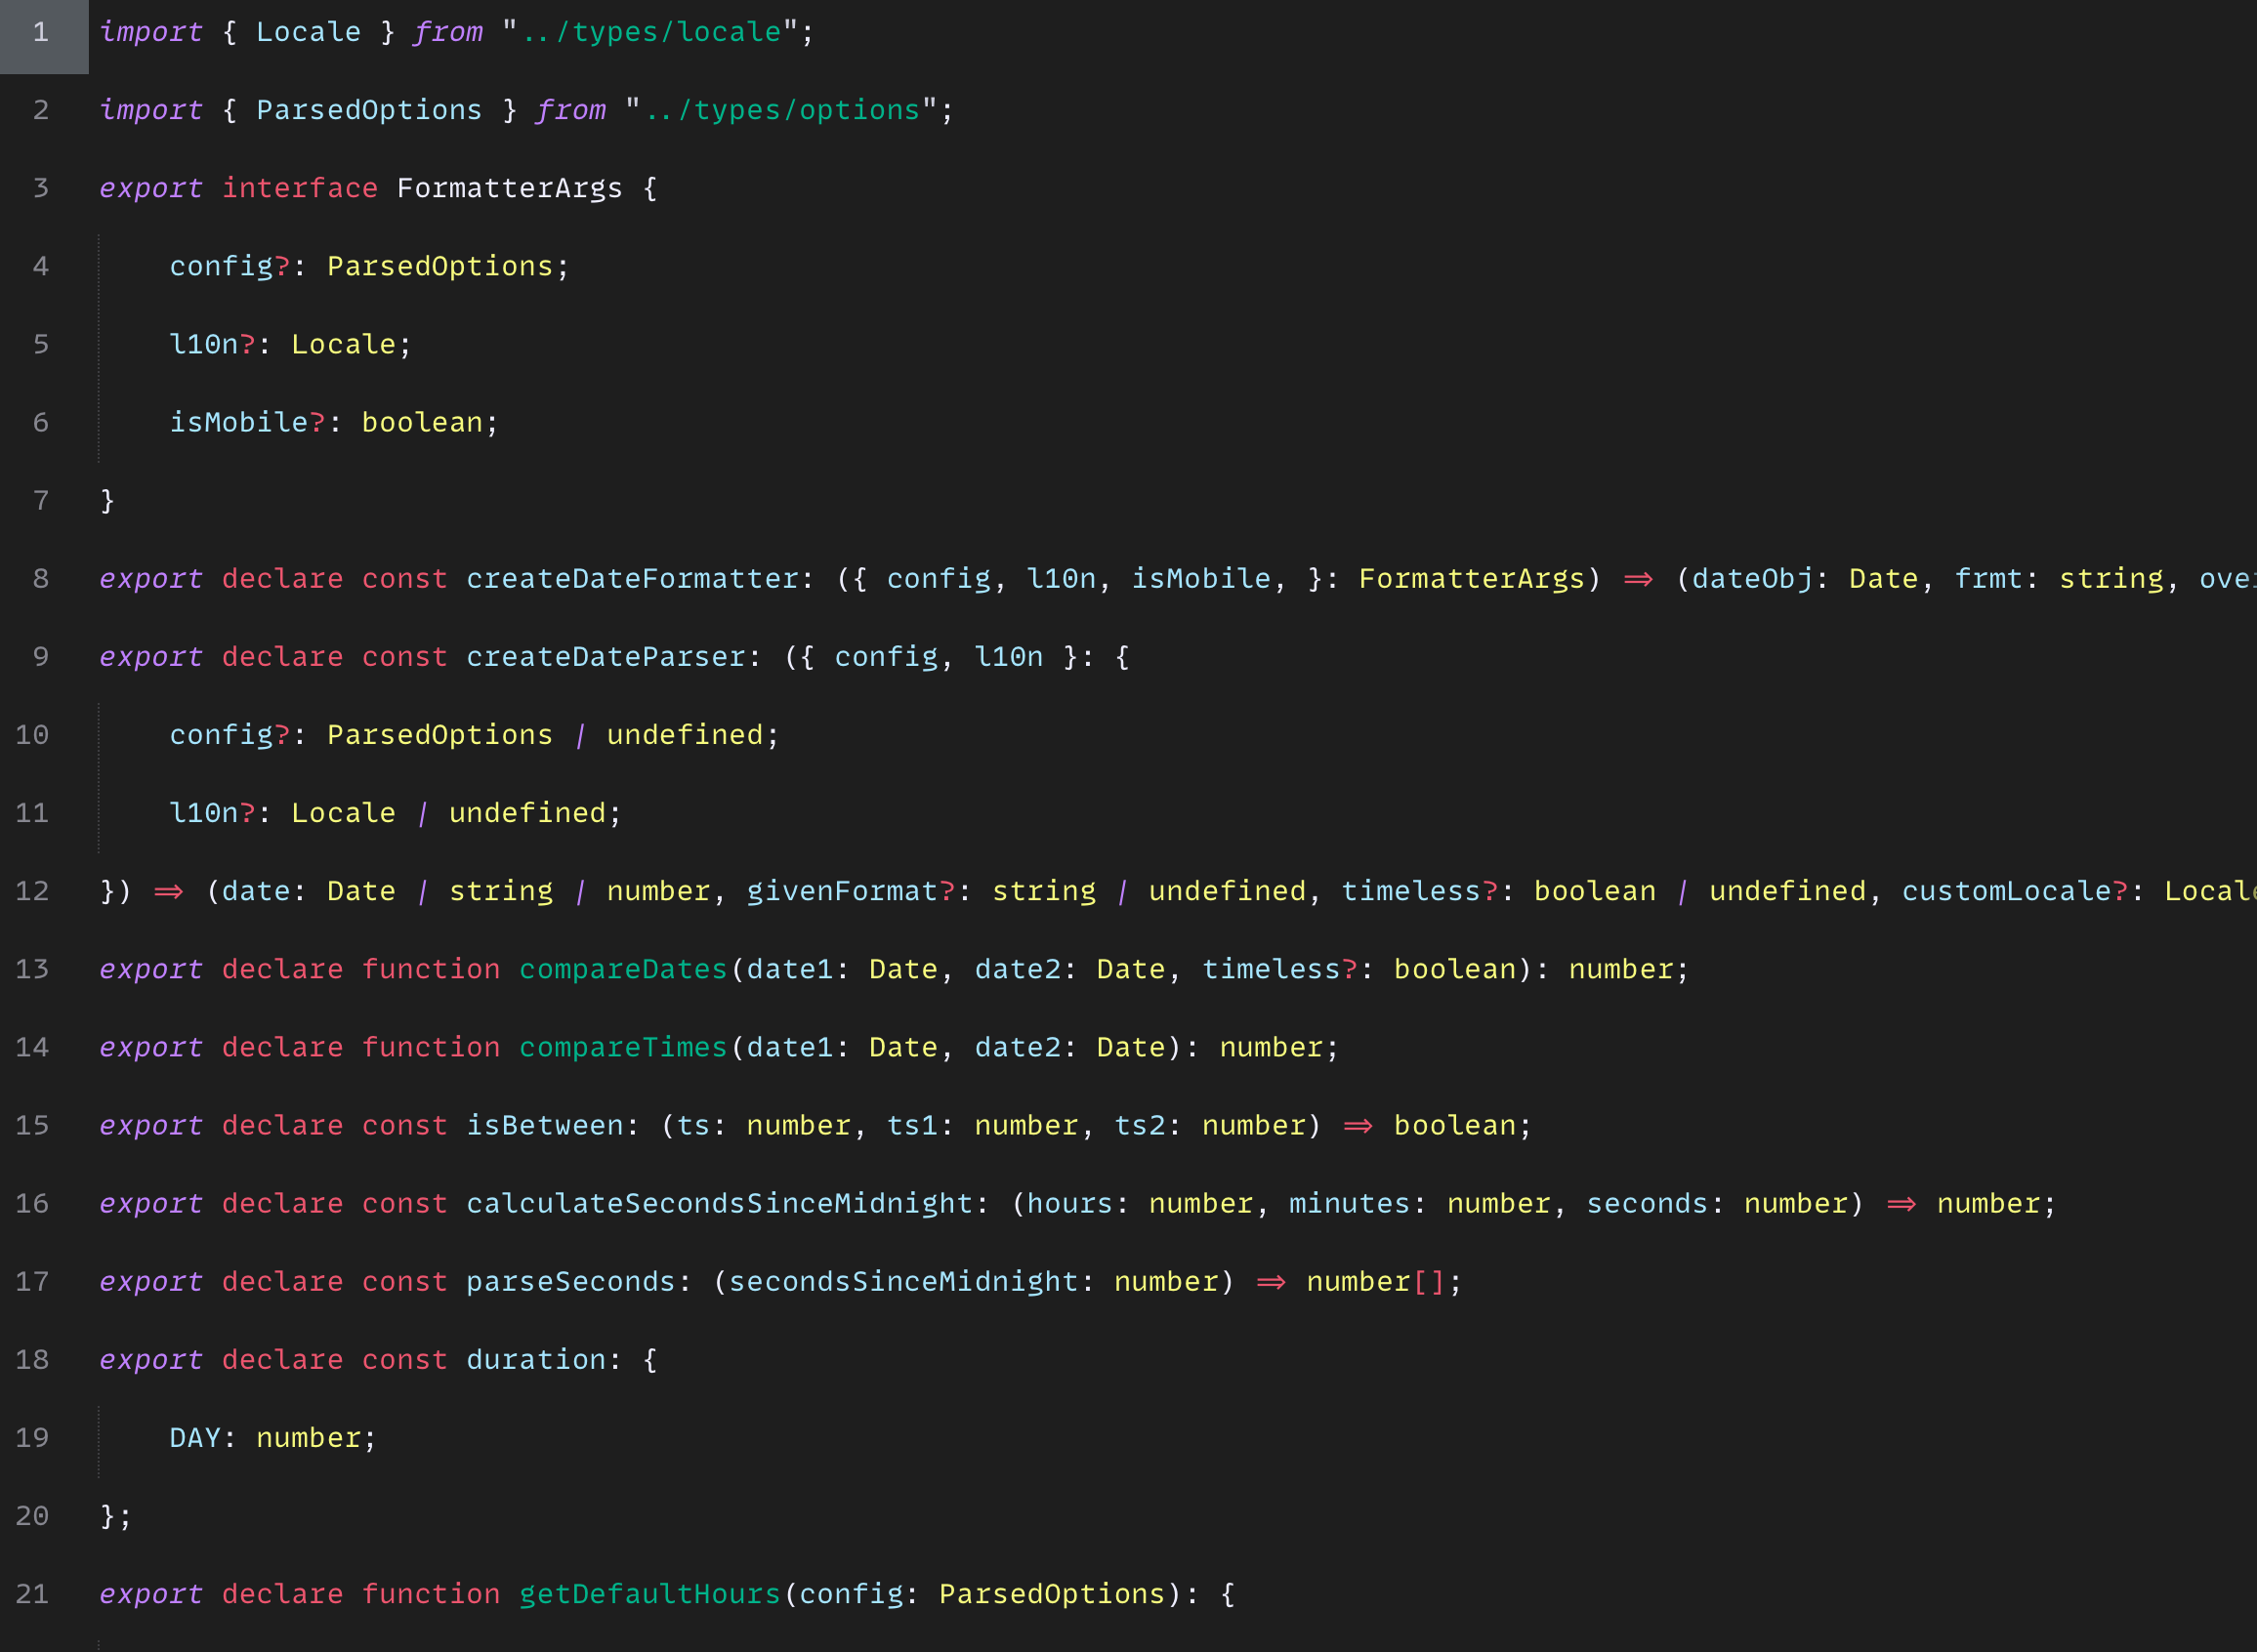 1 import { Locale } from "../types/locale";
2 import { ParsedOptions } from "../types/options";
3 export interface FormatterArgs {
4 config?: ParsedOptions;
5 l10n?: Locale;
6 isMobile?: boolean;
7 }
8 export declare const createDateFormatter: ({ config, l10n, isMobile, }: FormatterArgs) => (dateObj: Date, frmt: string,
9 export declare const createDateParser: ({ config, l10n }: {
10 config?: ParsedOptions | undefined;
11 l10n?: Locale | undefined;
12 }) => (date: Date | string | number, givenFormat?: string | undefined, timeless?: boolean | undefined, customLocale?: Locale
13 export declare function compareDates(date1: Date, date2: Date, timeless?: boolean): number;
14 export declare function compareTimes(date1: Date, date2: Date): number;
15 export declare const isBetween: (ts: number, ts1: number, ts2: number) => boolean;
16 export declare const calculateSecondsSinceMidnight: (hours: number, minutes: number, seconds: number) => number;
17 export declare const parseSeconds: (secondsSinceMidnight: number) => number[];
18 export declare const duration: {
19 DAY: number;
20 };
21 export declare function getDefaultHours(config: ParsedOptions): {